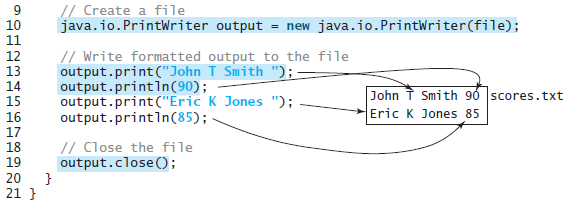 9 // Create a file
10 java.io.PrintWriter output = new java.io.PrintWriter(file);
11
12 // Write formatted output to the file
13 output.print("John T Smith ");
14 output.println(90);
15 output.print("Eric K Jones ");
16 output.println(85);
17
18 // Close the file
19 output.close();
20 }
21 }
John T Smith 90 scores.txt
Eric K Jones 85